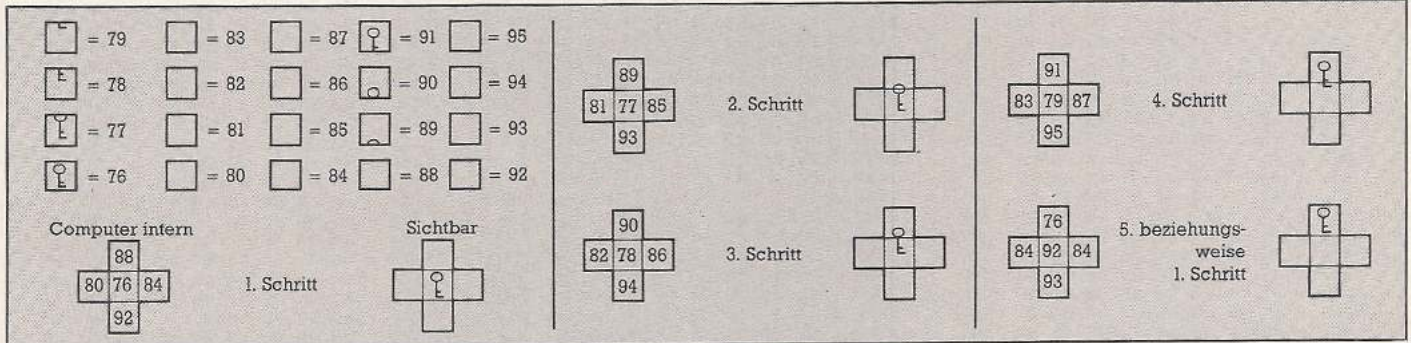 = 79 = 83 = 87 = 91 = 95
= 78 = 82 = 86 = 90 = 94
= 77 = 81 = 85 = 89 = 93
= 76 = 80 = 84 = 88 = 92
Computer intern
Sichtbar
88
80 76 84
92
1. Schritt
89
81 77 85
93
2. Schritt
90
82 78 86
94
3. Schritt
91
83 79 87
95
4. Schritt
76
84 92 84
93
5. beziehungs-
weise
1. Schritt